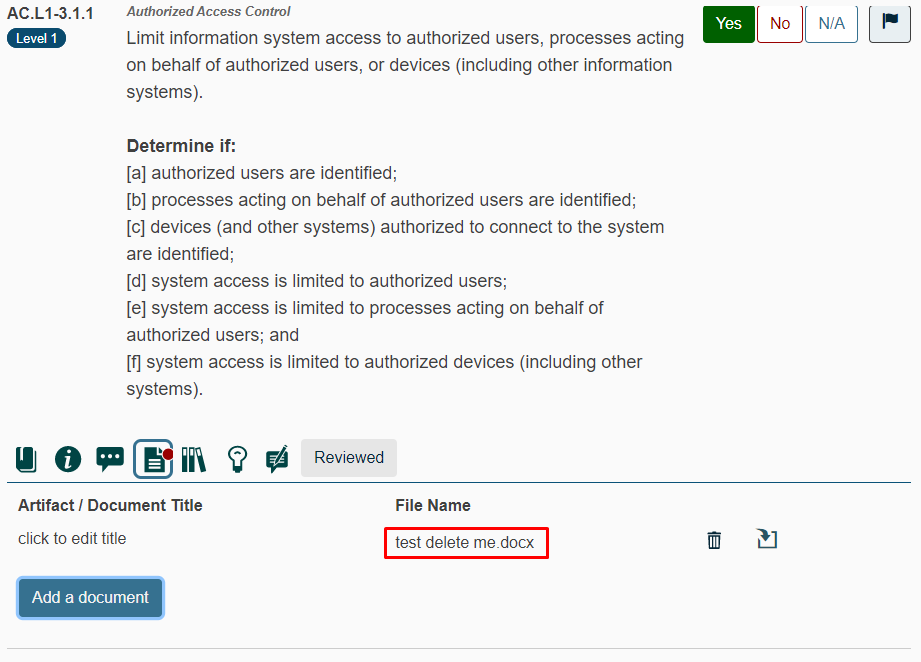 AC.L1-3.1.1
Level 1
Authorized Access Control
Limit information system access to authorized users, processes acting
on behalf of authorized users, or devices (including other information
systems).
Determine if:
[a] authorized users are identified;
[b] processes acting on behalf of authorized users are identified;
[c] devices (and other systems) authorized to connect to the system
are identified;
[d] system access is limited to authorized users;
[e] system access is limited to processes acting on behalf of
authorized users; and
[f] system access is limited to authorized devices (including other
systems).
Yes
No
N/A
Reviewed
Artifact / Document Title
File Name
click to edit title
test delete me.docx
Add a document